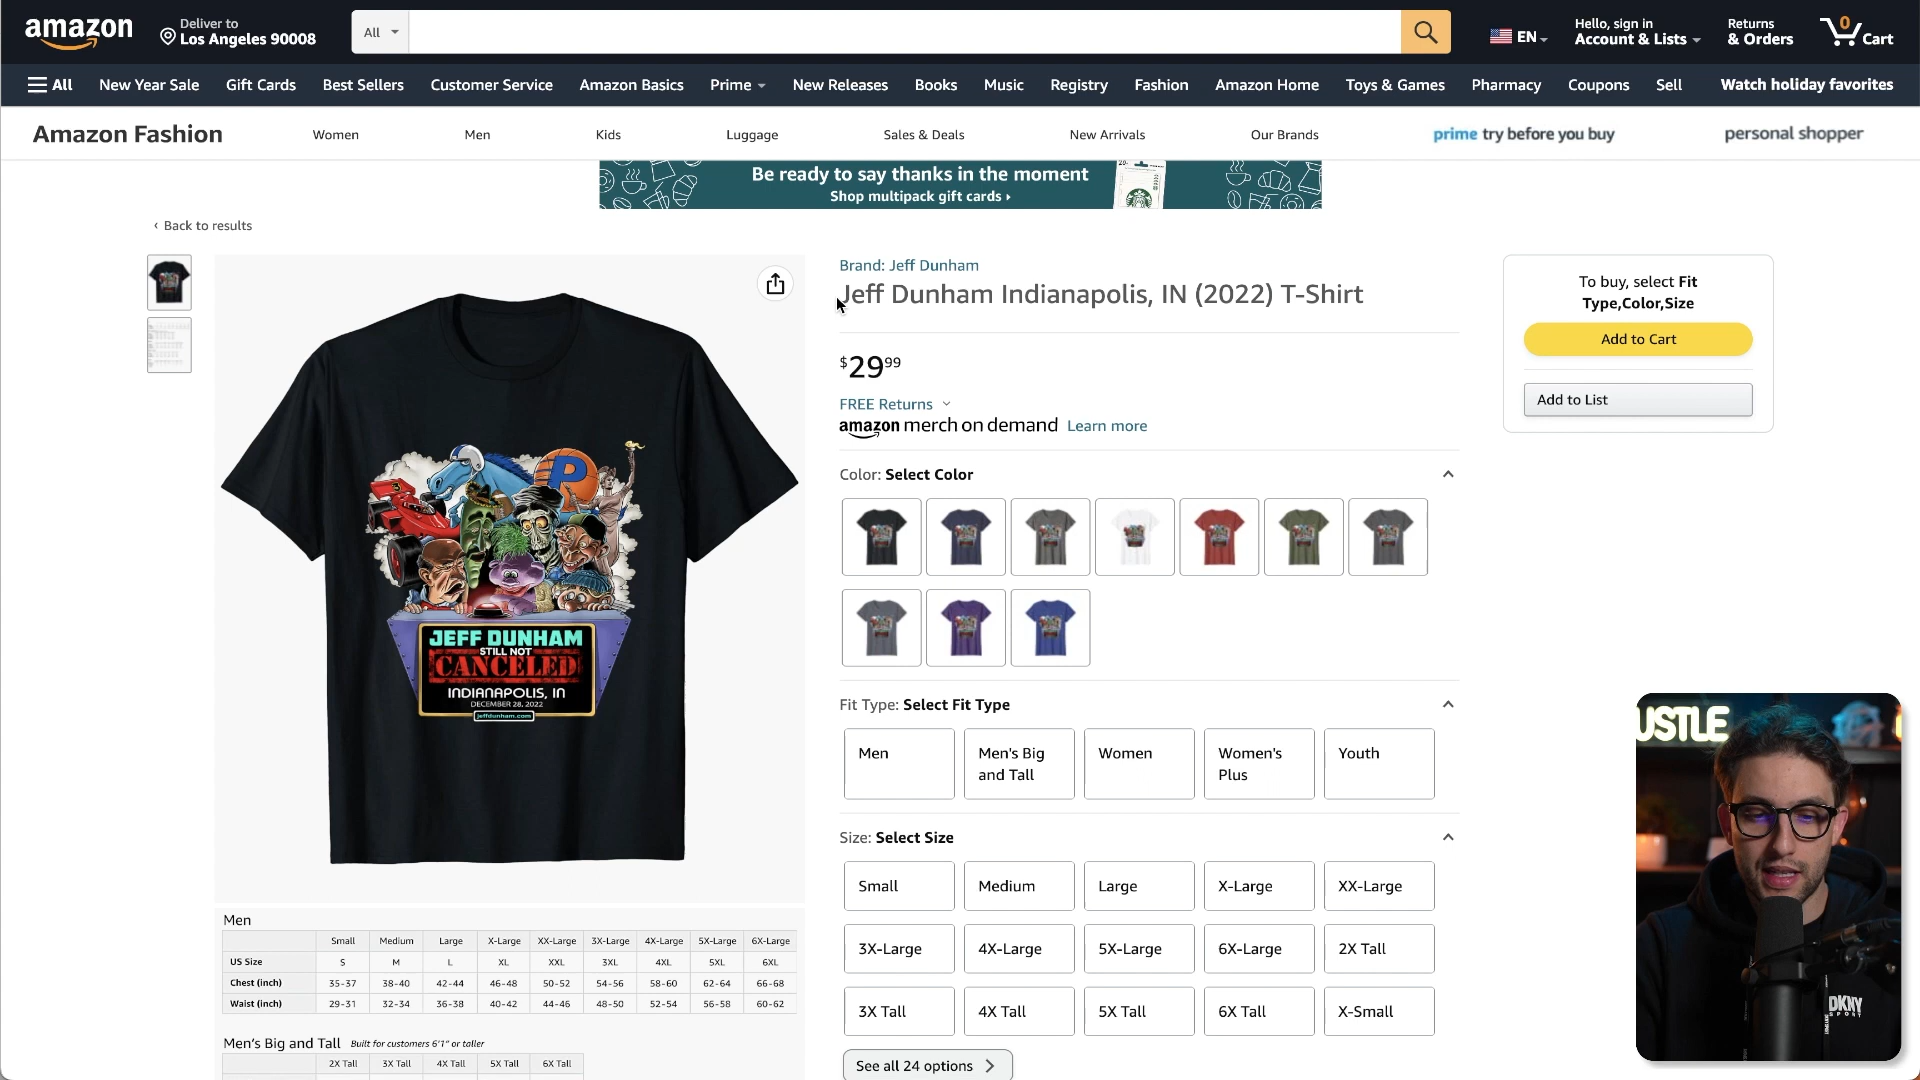 amazon
Deliver to
Los Angeles 90008
All
EN
Hello, sign in
Account & Lists
Returns
& Orders
0
Cart
All
New Year Sale
Gift Cards
Best Sellers
Customer Service
Amazon Basics
Prime
New Releases
Books
Music
Registry
Fashion
Amazon Home
Toys & Games
Pharmacy
Coupons
Sell
Watch holiday favorites
Amazon Fashion
Women
Men
Kids
Luggage
Sales & Deals
New Arrivals
Our Brands
prime try before you buy
personal shopper
Be ready to say thanks in the moment
Shop multipack gift cards ›
‹ Back to results
P
3
JEFF DUNHAM
STILL NOT
CANCELED
INDIANAPOLIS, IN
DECEMBER 28, 2022
jeffdunham.com
Brand: Jeff Dunham
Jeff Dunham Indianapolis, IN (2022) T-Shirt
$29 99
FREE Returns
amazon merch on demand Learn more
Color: Select Color
Fit Type: Select Fit Type
Men
Men's Big and Tall
Women
Women's Plus
Youth
Size: Select Size
Small
Medium
Large
X-Large
XX-Large
3X-Large
4X-Large
5X-Large
6X-Large
2X Tall
3X Tall
4X Tall
5X Tall
6X Tall
X-Small
See all 24 options
To buy, select Fit
Type,Color,Size
Add to Cart
Add to List
Men
Small Medium Large X-Large XX-Large 3X-Large 4X-Large 5X-Large 6X-Large
US Size S M L XL XXL 3XL 4XL 5XL 6XL
Chest (inch) 35-37 38-40 42-44 46-48 50-52 54-56 58-60 62-64 66-68
Waist (inch) 29-31 32-34 36-38 40-42 44-46 48-50 52-54 56-58 60-62
Men's Big and Tall Built for customers 6'1" or taller
2X Tall 3X Tall 4X Tall 5X Tall 6X Tall
USTLE
DKNY
SPORT